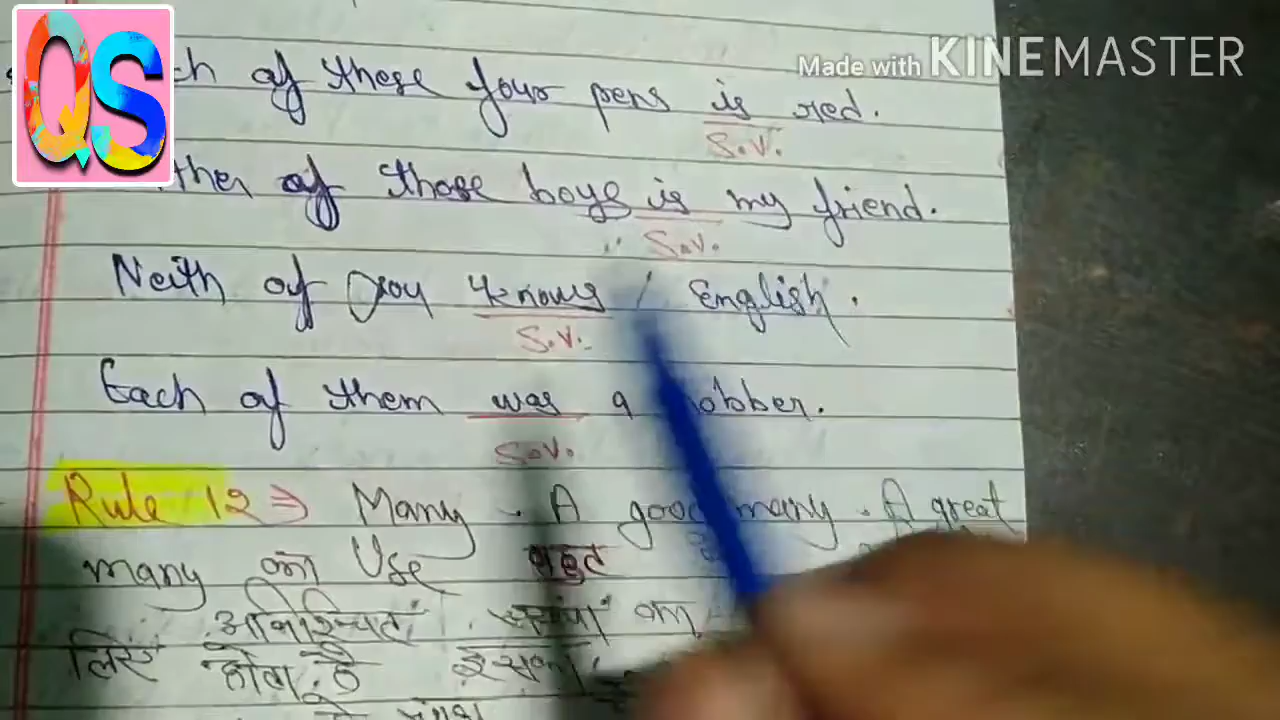 QS
Made with KINEMASTER
ch of these four pens is red.
S.V.
ther of those boys is my friend.
S.V.
Neith of you knows English.
S.V.
Each of them was a robber.
S.V.
Rule 12 ⇒ Many . A good many . A great
many का Use बहुत
अनिश्चित संख्या का
लिए होता है इसका